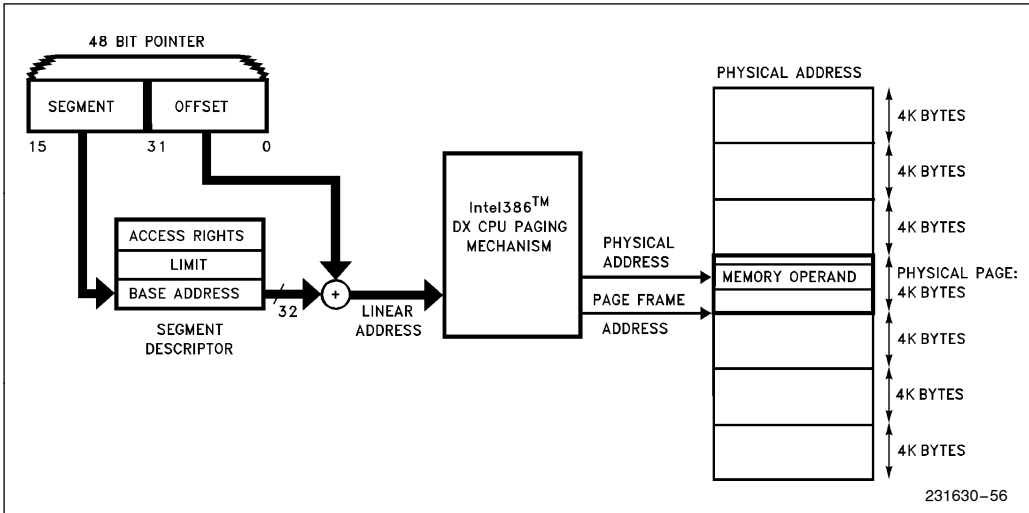 48 BIT POINTER
SEGMENT
OFFSET
15
31
0
ACCESS RIGHTS
LIMIT
BASE ADDRESS
SEGMENT
DESCRIPTOR
32
+
LINEAR
ADDRESS
Intel386™
DX CPU PAGING
MECHANISM
PHYSICAL
ADDRESS
PAGE FRAME
ADDRESS
PHYSICAL ADDRESS
4K BYTES
4K BYTES
4K BYTES
MEMORY OPERAND
PHYSICAL PAGE:
4K BYTES
4K BYTES
4K BYTES
4K BYTES
231630-56